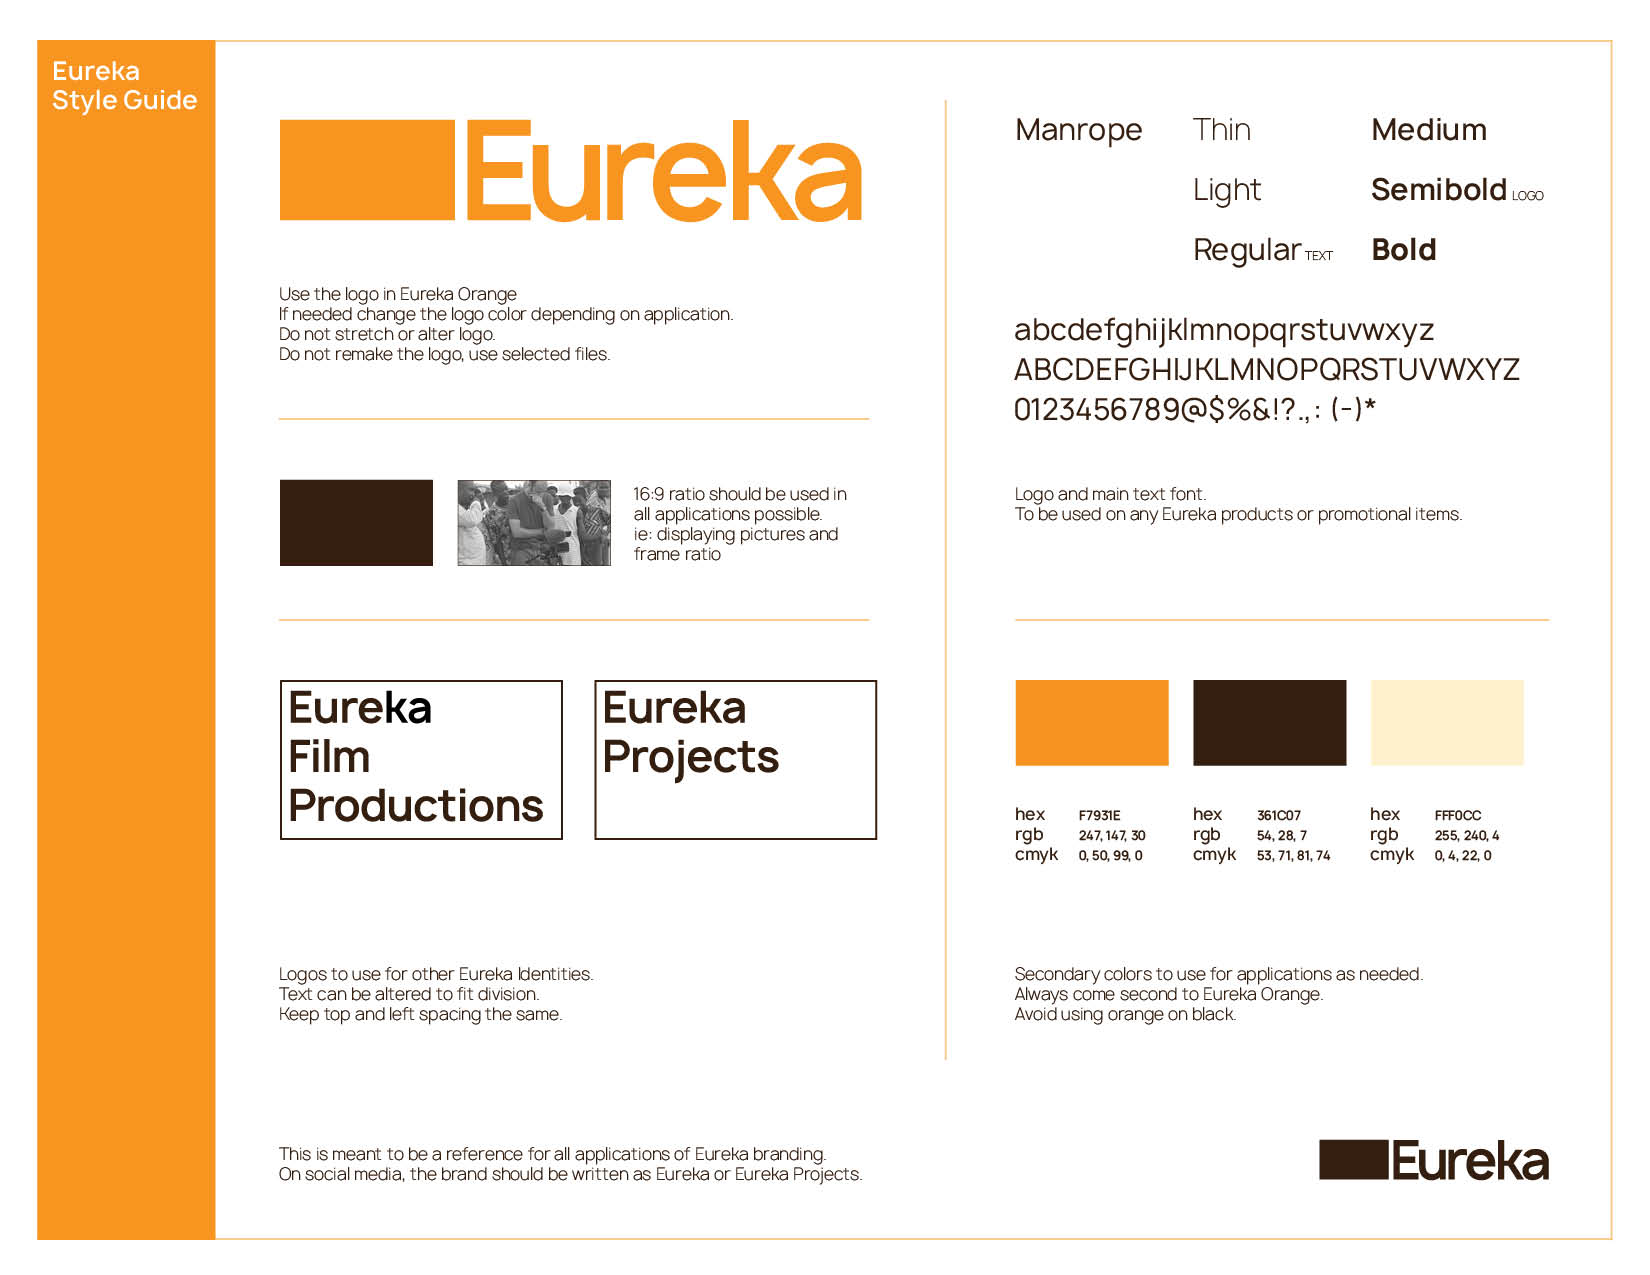 Eureka
Style Guide
Eureka
Use the logo in Eureka Orange
If needed change the logo color depending on application.
Do not stretch or alter logo.
Do not remake the logo, use selected files.
16:9 ratio should be used in
all applications possible.
ie: displaying pictures and
frame ratio
Eureka
Film
Productions
Eureka
Projects
Logos to use for other Eureka Identities.
Text can be altered to fit division.
Keep top and left spacing the same.
This is meant to be a reference for all applications of Eureka branding.
On social media, the brand should be written as Eureka or Eureka Projects.
Manrope Thin Medium
Light Semibold LOGO
Regular TEXT Bold
abcdefghijklmnopqrstuvwxyz
ABCDEFGHIJKLMNOPQRSTUVWXYZ
0123456789@$%&!?.,: (-)*
Logo and main text font.
To be used on any Eureka products or promotional items.
hex F7931E hex 361C07 hex FFF0CC
rgb 247, 147, 30 rgb 54, 28, 7 rgb 255, 240, 4
cmyk 0, 50, 99, 0 cmyk 53, 71, 81, 74 cmyk 0, 4, 22, 0
Secondary colors to use for applications as needed.
Always come second to Eureka Orange.
Avoid using orange on black.
Eureka